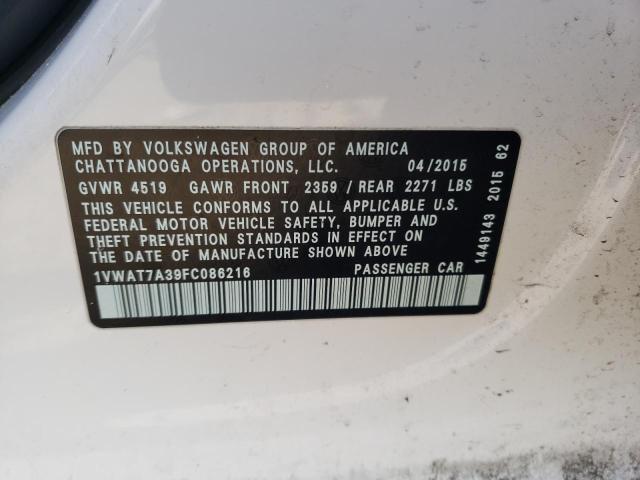 MFD BY VOLKSWAGEN GROUP OF AMERICA
CHATTANOOGA OPERATIONS, LLC. 04/2015
GVWR 4519 GAWR FRONT 2359 / REAR 2271 LBS
THIS VEHICLE CONFORMS TO ALL APPLICABLE U.S.
FEDERAL MOTOR VEHICLE SAFETY, BUMPER AND
THEFT PREVENTION STANDARDS IN EFFECT ON
THE DATE OF MANUFACTURE SHOWN ABOVE
1VWAT7A39FC086216 PASSENGER CAR
1449143 2015 62